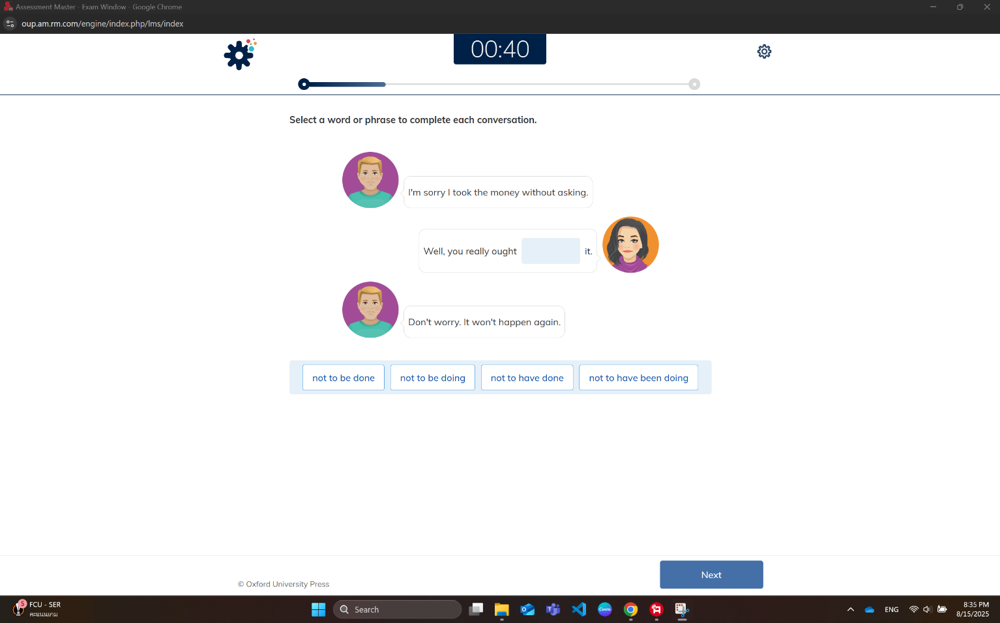 Assessment Master - Exam Window - Google Chrome
oup.am.rm.com/engine/index.php/lms/index
00:40
Select a word or phrase to complete each conversation.
I'm sorry I took the money without asking.
Well, you really ought it.
Don't worry. It won't happen again.
not to be done not to be doing not to have done not to have been doing
Next
© Oxford University Press
5 FCU - SER
คะแนนเกม
Search
Canva
ENG
8:35 PM
8/15/2025